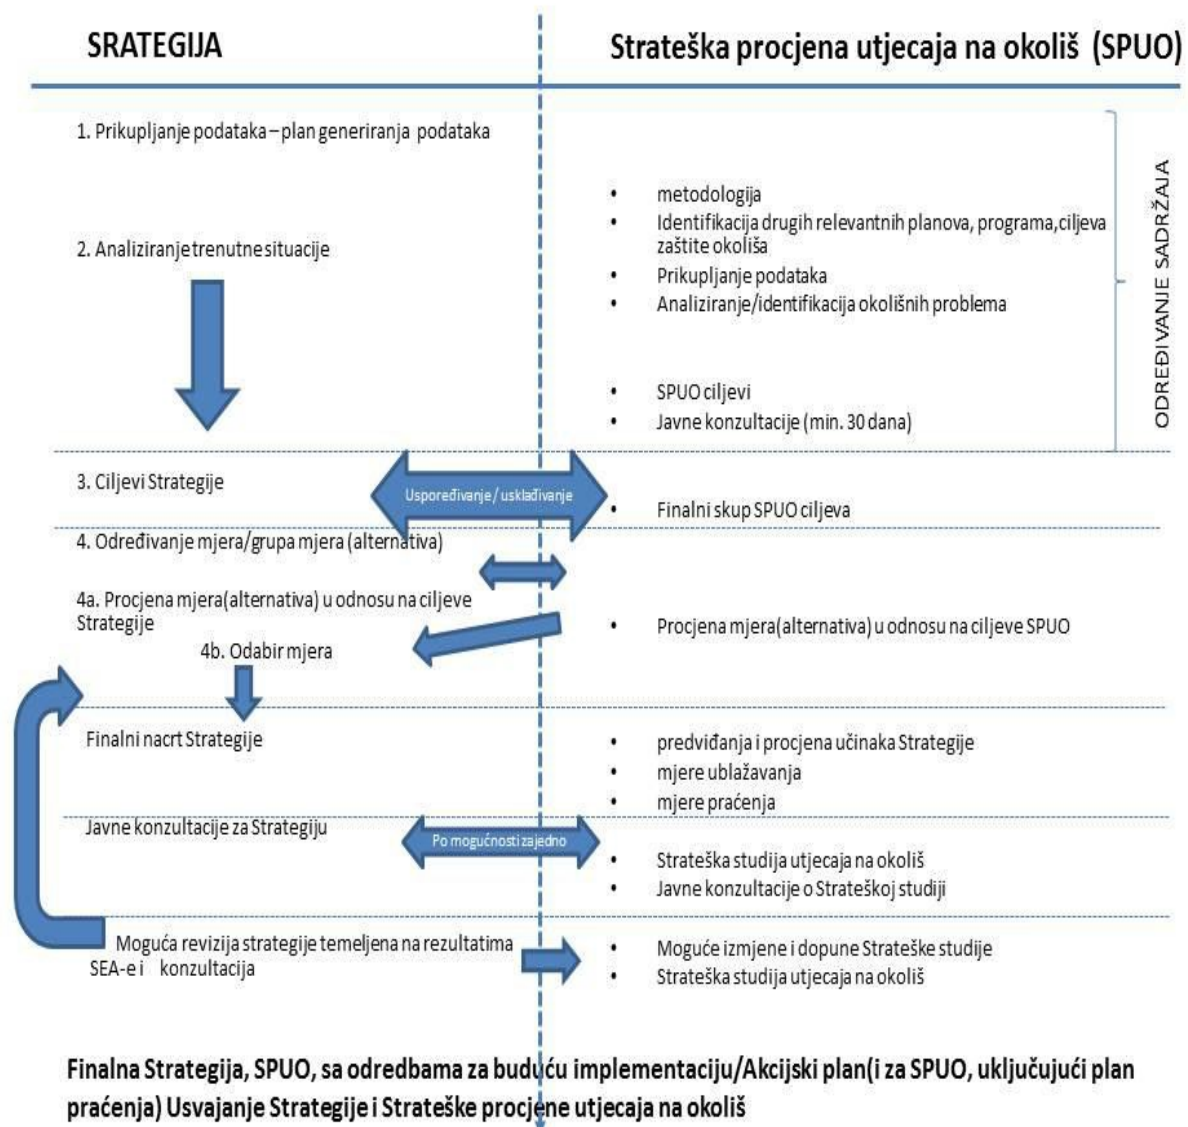 SRATEGIJA
Strateška procjena utjecaja na okoliš (SPUO)
1. Prikupljanje podataka – plan generiranja podataka
2. Analiziranje trenutne situacije
• metodologija
• Identifikacija drugih relevantnih planova, programa,ciljeva
zaštite okoliša
• Prikupljanje podataka
• Analiziranje/identifikacija okolišnih problema
• SPUO ciljevi
• Javne konzultacije (min. 30 dana)
ODREĐIVANJE SADRŽAJA
3. Ciljevi Strategije
Uspoređivanje / usklađivanje
• Finalni skup SPUO ciljeva
4. Određivanje mjera/grupa mjera (alternativa)
4a. Procjena mjera(alternativa) u odnosu na ciljeve
Strategije
4b. Odabir mjera
• Procjena mjera(alternativa) u odnosu na ciljeve SPUO
Finalni nacrt Strategije
• predviđanja i procjena učinaka Strategije
• mjere ublažavanja
• mjere praćenja
Javne konzultacije za Strategiju
Po mogućnosti zajedno
• Strateška studija utjecaja na okoliš
• Javne konzultacije o Strateškoj studiji
Moguća revizija strategije temeljena na rezultatima
SEA-e i konzultacija
• Moguće izmjene i dopune Strateške studije
• Strateška studija utjecaja na okoliš
Finalna Strategija, SPUO, sa odredbama za buduću implementaciju/Akcijski plan(i za SPUO, uključujući plan
praćenja) Usvajanje Strategije i Strateške procjene utjecaja na okoliš